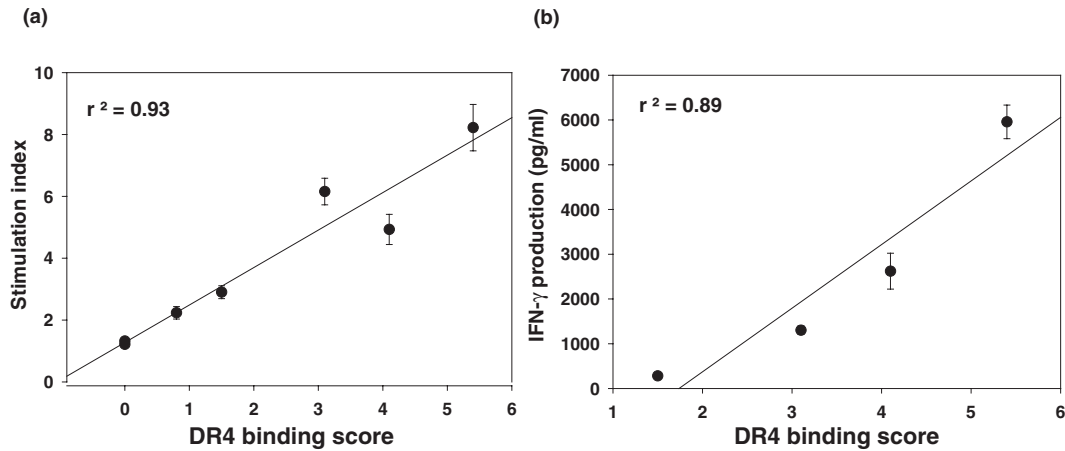 (a)
(b)
r ² = 0.93
Stimulation index
10
8
6
4
2
0
0 1 2 3 4 5 6
DR4 binding score
r ² = 0.89
IFN-γ production (pg/ml)
7000
6000
5000
4000
3000
2000
1000
0
1 2 3 4 5 6
DR4 binding score